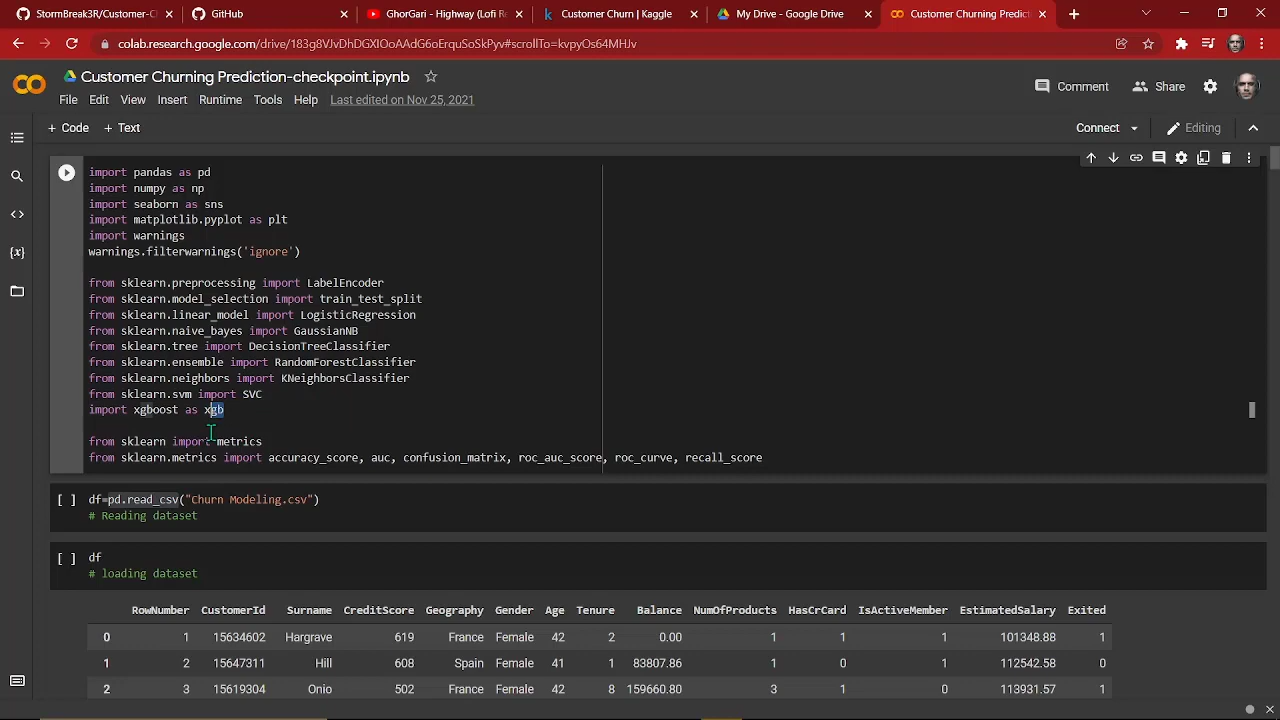 StormBreak3R/Customer-C
GitHub
GhorGari - Highway (Lofi Re
Customer Churn | Kaggle
My Drive - Google Drive
Customer Churning Predicti
colab.research.google.com/drive/183g8VJvDhDGXIOoAAdG6oErquSoSkPyv#scrollTo=kvpyOs64MHJv
Customer Churning Prediction-checkpoint.ipynb
Comment
Share
File Edit View Insert Runtime Tools Help Last edited on Nov 25, 2021
+ Code + Text
Connect
Editing
import pandas as pd
import numpy as np
import seaborn as sns
import matplotlib.pyplot as plt
import warnings
warnings.filterwarnings('ignore')
from sklearn.preprocessing import LabelEncoder
from sklearn.model_selection import train_test_split
from sklearn.linear_model import LogisticRegression
from sklearn.naive_bayes import GaussianNB
from sklearn.tree import DecisionTreeClassifier
from sklearn.ensemble import RandomForestClassifier
from sklearn.neighbors import KNeighborsClassifier
from sklearn.svm import SVC
import xgboost as xgb
from sklearn import metrics
from sklearn.metrics import accuracy_score, auc, confusion_matrix, roc_auc_score, roc_curve, recall_score
[ ] df=pd.read_csv("Churn Modeling.csv")
# Reading dataset
[ ] df
# loading dataset
RowNumber CustomerId Surname CreditScore Geography Gender Age Tenure Balance NumOfProducts HasCrCard IsActiveMember EstimatedSalary Exited
0 1 15634602 Hargrave 619 France Female 42 2 0.00 1 1 1 101348.88 1
1 2 15647311 Hill 608 Spain Female 41 1 83807.86 1 0 1 112542.58 0
2 3 15619304 Onio 502 France Female 42 8 159660.80 3 1 0 113931.57 1